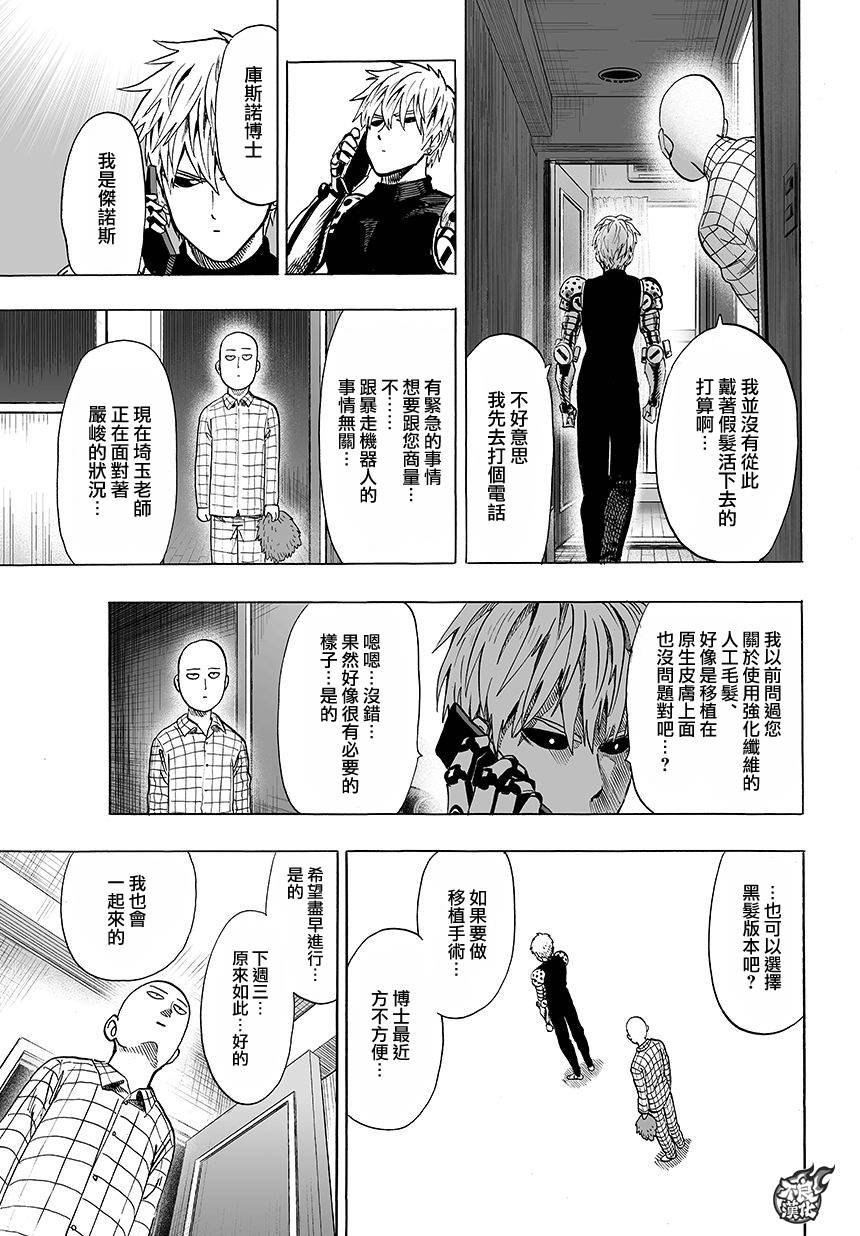 我並沒有從此
戴著假髮活下去的
打算啊…
不好意思
我先去打個電話
庫斯諾博士
我是傑諾斯
有緊急的事情
想要跟您商量…
不……
跟暴走機器人的
事情無關…
現在埼玉老師
正在面對著
嚴峻的狀況…
我以前問過您
關於使用強化纖維的
人工毛髮、
好像是移植在
原生皮膚上面
也沒問題對吧…?
嗯嗯…沒錯…
果然好像很有必要的
樣子…是的
…也可以選擇
黑髮版本吧?
如果要做
移植手術…
博士最近
方不方便…
希望盡早進行…
是的
下週三…
原來如此…好的
我也會
一起來的
不良
漢化